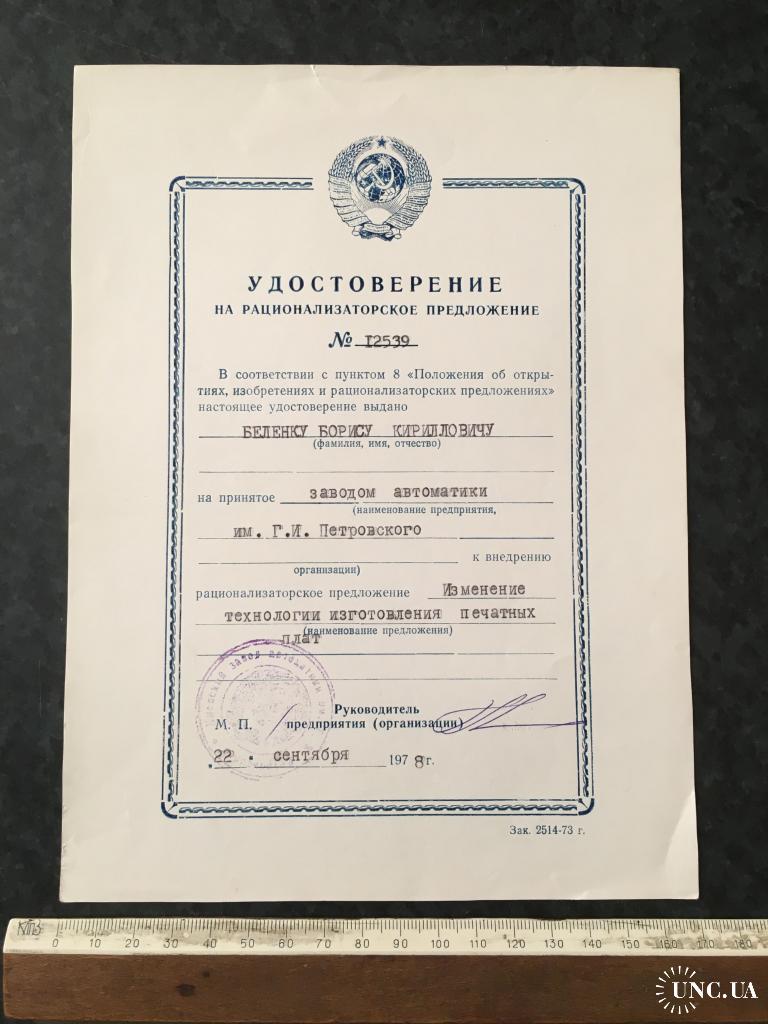 УДОСТОВЕРЕНИЕ
НА РАЦИОНАЛИЗАТОРСКОЕ ПРЕДЛОЖЕНИЕ
№ I2539
В соответствии с пунктом 8 «Положения об откры-
тиях, изобретениях и рационализаторских предложениях»
настоящее удостоверение выдано
БЕЛЕНКУ БОРИСУ КИРИЛЛОВИЧУ
(фамилия, имя, отчество)
на принятое заводом автоматики
(наименование предприятия,
им. Г.И. Петровского
к внедрению
организации)
рационализаторское предложение Изменение
технологии изготовления печатных
(наименование предложения)
плат
завод автоматики
Руководитель
М. П. предприятия (организации)
22 . сентября 1978 г.
Зак. 2514-73 г.
0 10 20 30 40 50 60 70 80 90 100 110 120 130 140 150 160 170 180
UNC.UA